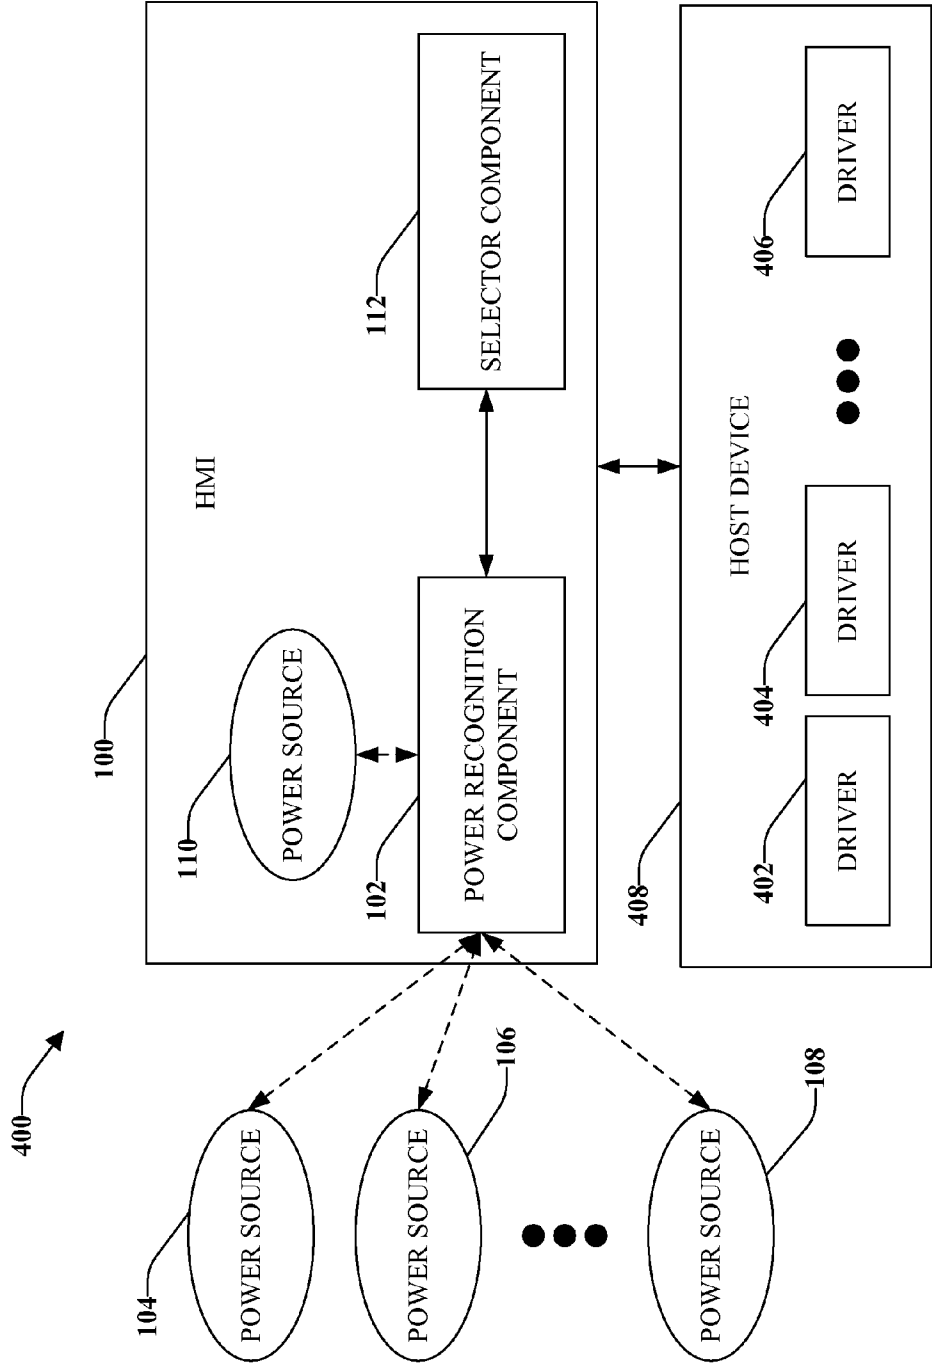 400
100
HMI
110
POWER SOURCE
112
102
POWER RECOGNITION
COMPONENT
SELECTOR COMPONENT
104
POWER SOURCE
POWER SOURCE
106
POWER SOURCE
108
408
HOST DEVICE
402
DRIVER
404
DRIVER
406
DRIVER